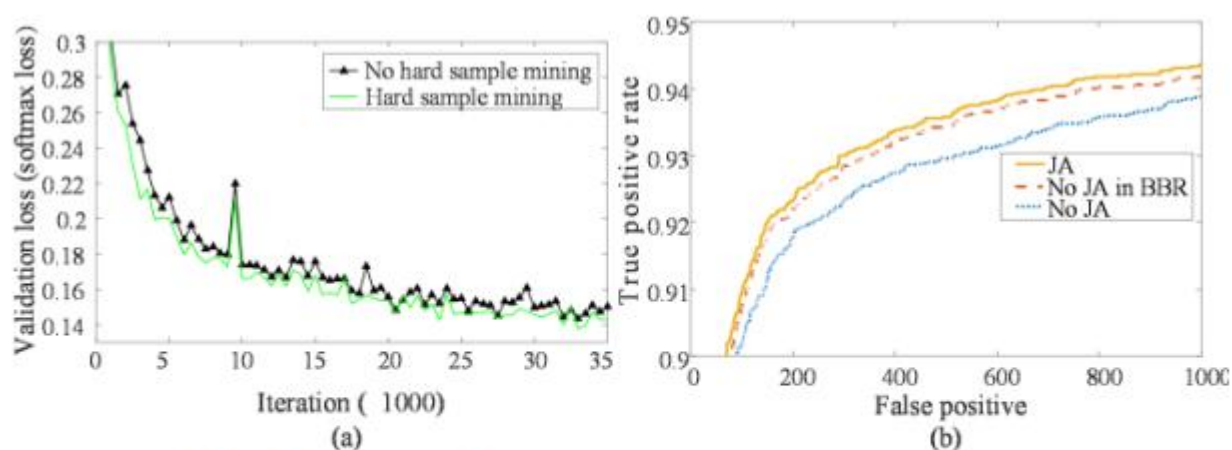 Validation loss (softmax loss)
0.3
0.28
0.26
0.24
0.22
0.2
0.18
0.16
0.14
No hard sample mining
Hard sample mining
0 5 10 15 20 25 30 35
Iteration ( 1000)
(a)
True positive rate
0.95
0.94
0.93
0.92
0.91
0.9
JA
No JA in BBR
No JA
0 200 400 600 800 1000
False positive
(b)